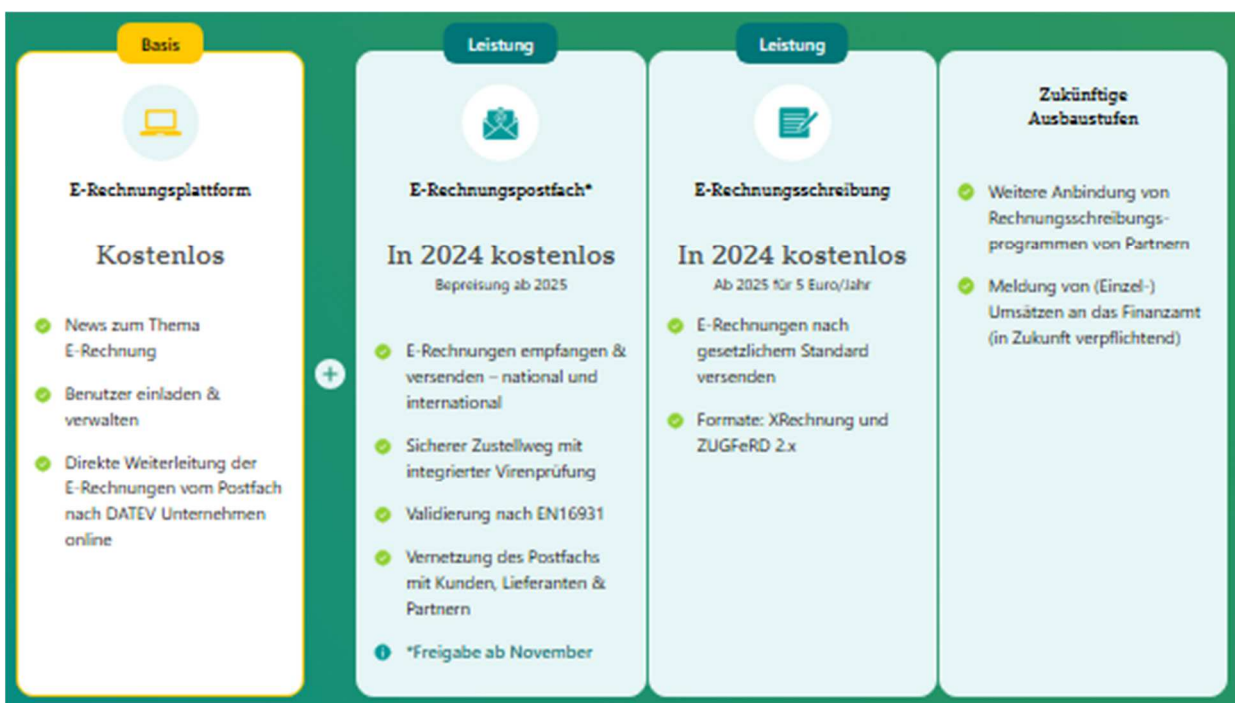 Basis
E-Rechnungsplattform
Kostenlos
News zum Thema
E-Rechnung
Benutzer einladen &
verwalten
Direkte Weiterleitung der
E-Rechnungen vom Postfach
nach DATEV Unternehmen
online
Leistung
E-Rechnungspostfach*
In 2024 kostenlos
Bepreisung ab 2025
E-Rechnungen empfangen &
versenden – national und
international
Sicherer Zustellweg mit
integrierter Virenprüfung
Validierung nach EN16931
Vernetzung des Postfachs
mit Kunden, Lieferanten &
Partnern
*Freigabe ab November
Leistung
E-Rechnungsschreibung
In 2024 kostenlos
Ab 2025 für 5 Euro/Jahr
E-Rechnungen nach
gesetzlichem Standard
versenden
Formate: XRechnung und
ZUGFeRD 2.x
Zukünftige
Ausbaustufen
Weitere Anbindung von
Rechnungsschreibungs-
programmen von Partnern
Meldung von (Einzel-)
Umsätzen an das Finanzamt
(in Zukunft verpflichtend)